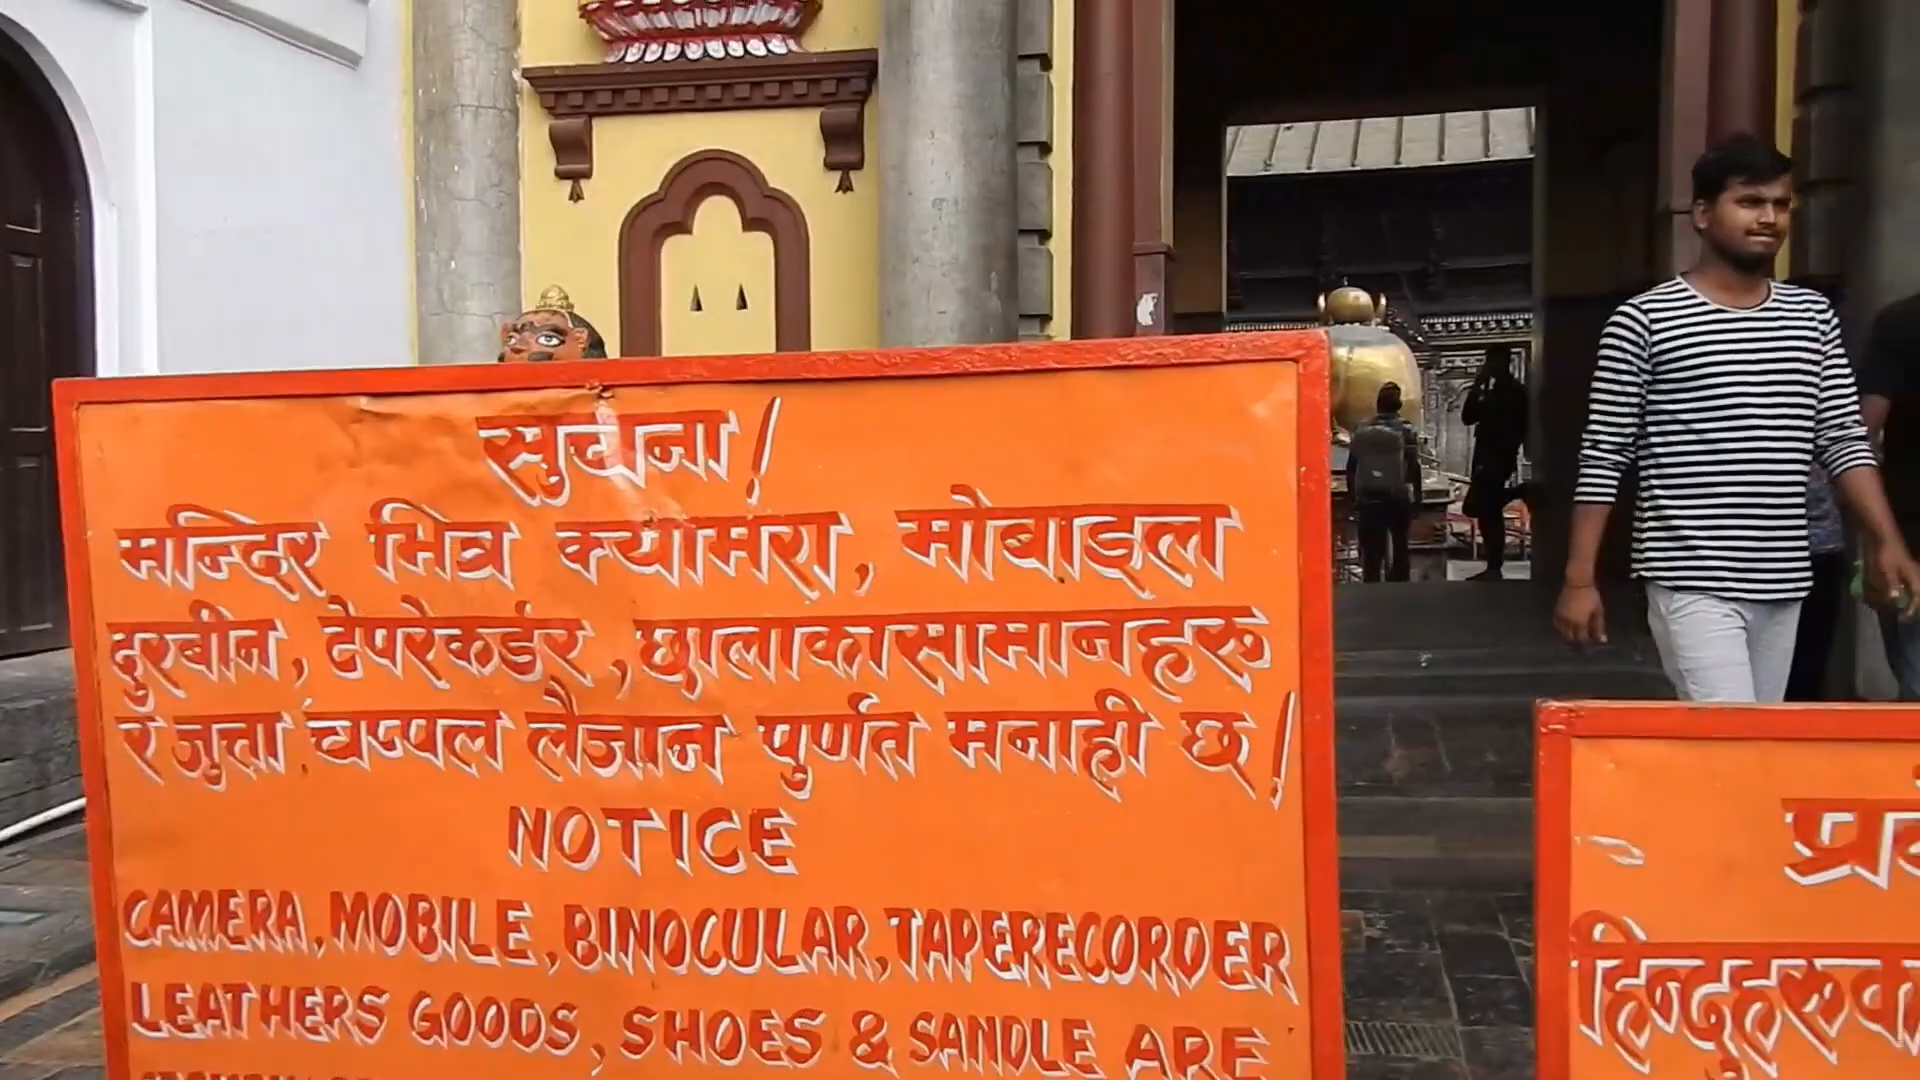 सुचना!
मन्दिर भित्र क्यामरा, मोबाइल
दुरबीन, टेपरेकर्डर, छालाकासामानहरु
र जुत्ता चप्पल लैजान पुर्णत मनाही छ!
NOTICE
CAMERA, MOBILE, BINOCULAR, TAPERECORDER
LEATHERS GOODS, SHOES & SANDLE ARE
हिन्दुहरुका